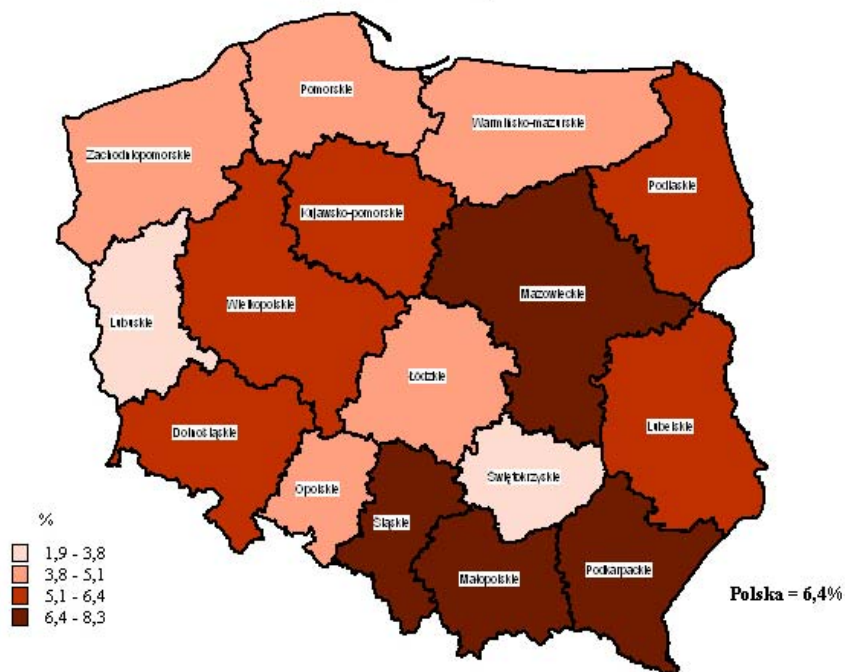 Pomorskie
Warmińsko-mazurskie
Zachodniopomorskie
Podlaskie
Kujawsko-pomorskie
Mazowieckie
Lubuskie
Wielkopolskie
Łódzkie
Dolnośląskie
Lubelskie
Opolskie
Świętokrzyskie
Śląskie
Małopolskie
Podkarpackie
%
1,9 - 3,8
3,8 - 5,1
5,1 - 6,4
6,4 - 8,3
Polska = 6,4%